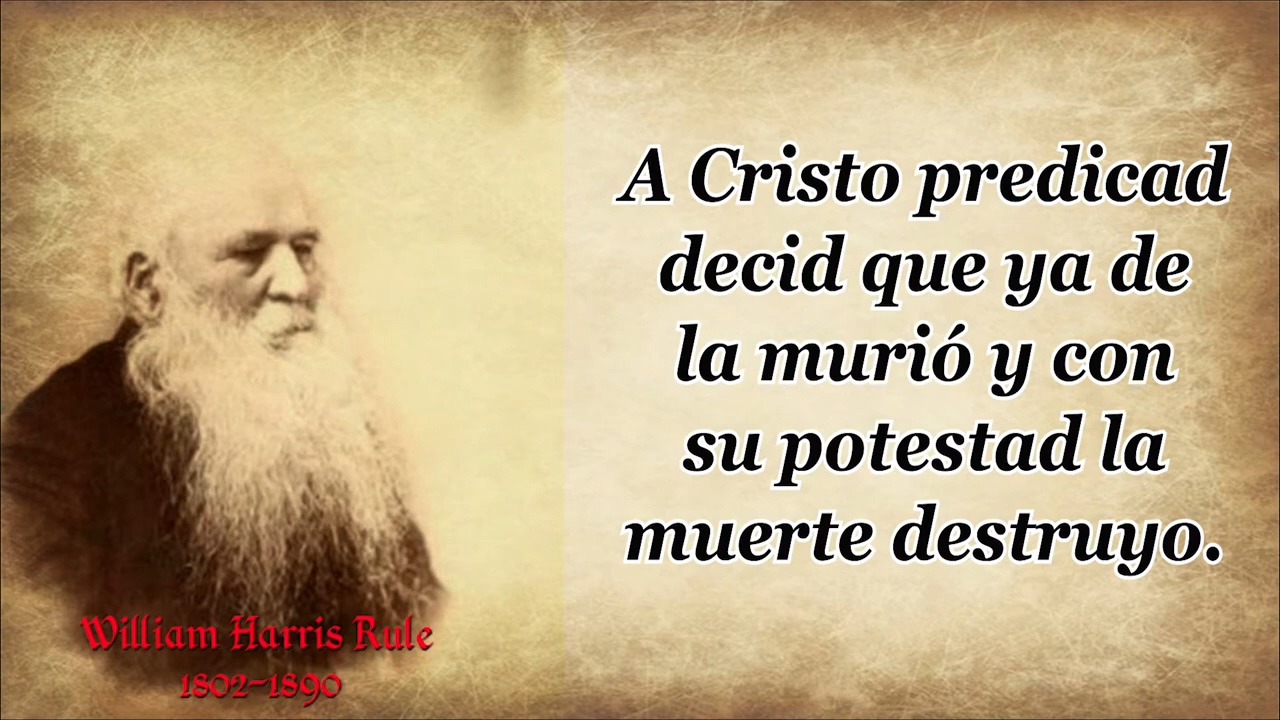 A Cristo predicad
decid que ya de
la murió y con
su potestad la
muerte destruyo.
William Harris Rule
1802-1890